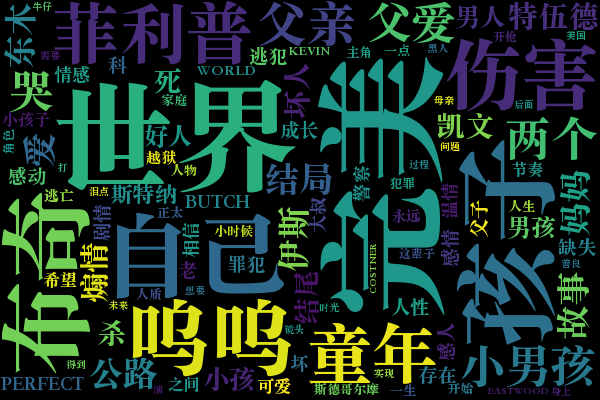 牛仔
东木
需要
菲利普
父亲
父爱
男人
特伍德
哭
科
逃犯
KEVIN
主角
一点
黑人
开枪
美国
情感
WORLD
死
家庭
坏人
伤害
小孩子
世界
完美
母亲
后面
角色
爱
好人
成长
凯文
两个
打
越狱
人物
警察
过程
问题
感动
逃亡
泪点
斯特纳
结局
犯罪
节奏
妈妈
布奇
剧情
正太
BUTCH
大叔
永远
温情
父子
人生
孩子
煽情
自己
相信
小时候
伊斯
男孩
缺失
希望
老
罪犯
COSTNER
这辈子
感情
善良
未来
人质
想要
结尾
时光
人性
故事
杀
呜呜
镜头
童年
感人
小男孩
得到
PERFECT
公路
演
之间
小孩
坏
可爱
实现
存在
开始
斯德哥尔摩
一生
EASTWOOD
身上